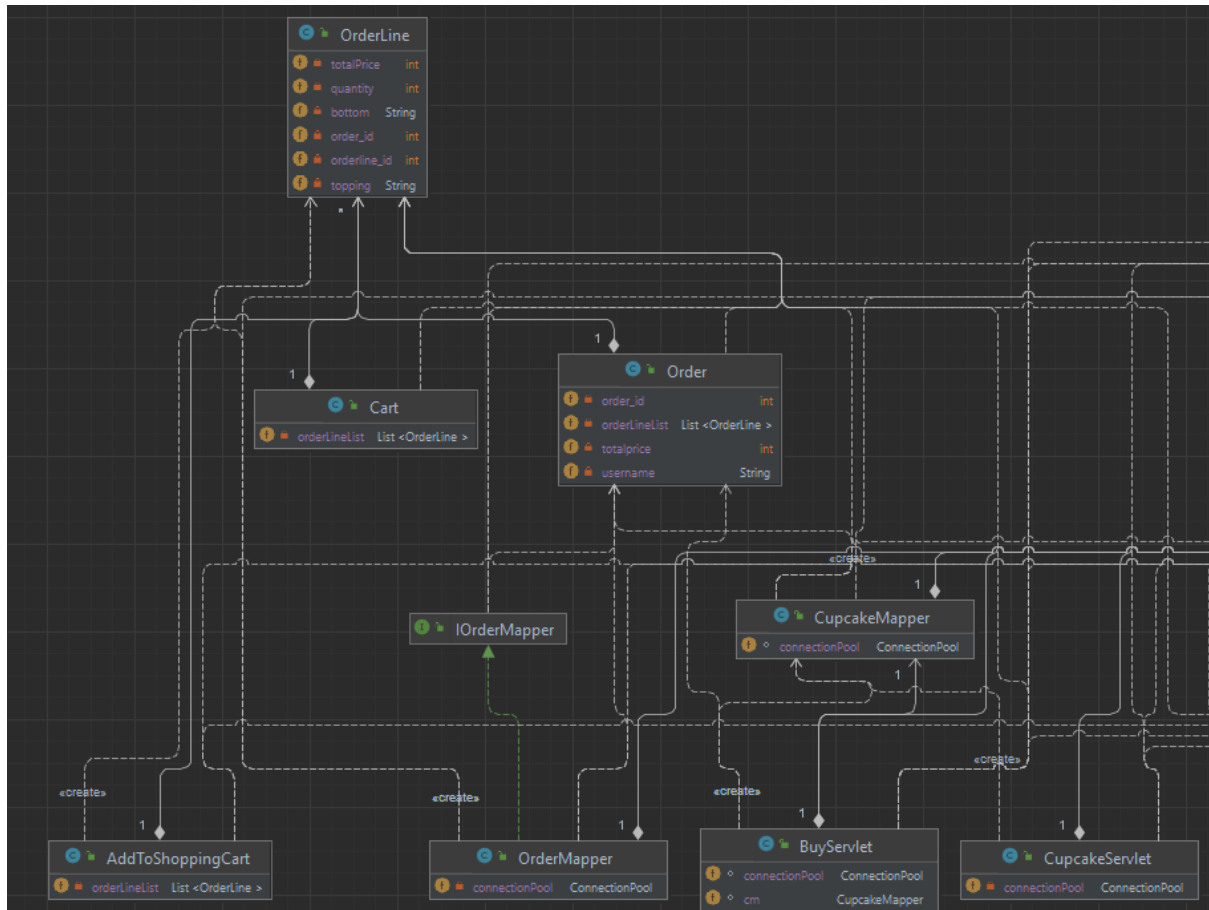 OrderLine
totalPrice int
quantity int
bottom String
order_id int
orderline_id int
topping String
*
1
Order
order_id int
orderLineList List <OrderLine >
totalprice int
username String
1
Cart
orderLineList List <OrderLine >
«create»
1
IOrderMapper
CupcakeMapper
connectionPool ConnectionPool
1
«create»
«create»
«create»
«create»
1
1
1
1
AddToShoppingCart
orderLineList List <OrderLine >
OrderMapper
connectionPool ConnectionPool
BuyServlet
connectionPool ConnectionPool
cm CupcakeMapper
CupcakeServlet
connectionPool ConnectionPool